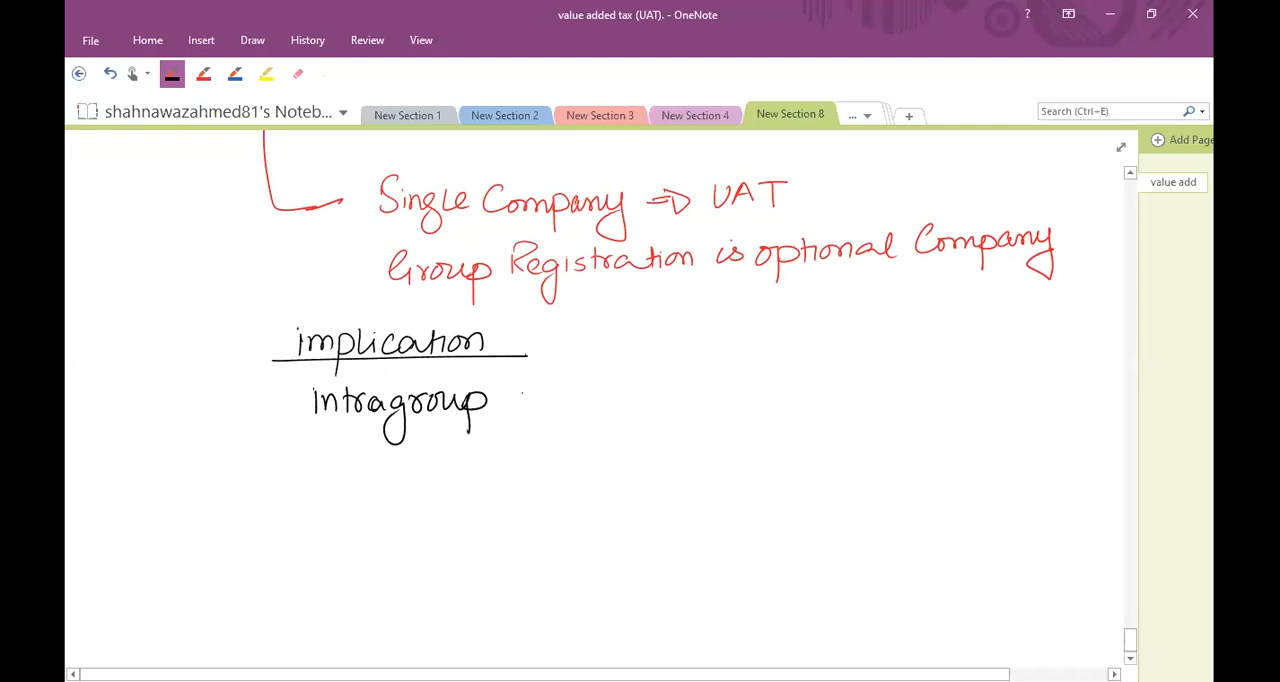 value added tax (UAT). - OneNote
?
File Home Insert Draw History Review View
shahnawazahmed81's Noteb... New Section 1 New Section 2 New Section 3 New Section 4 New Section 8 ... + Search (Ctrl+E)
Add Page
value add
Single Company ⇒ UAT
Group Registration is optional Company
implication
intragroup